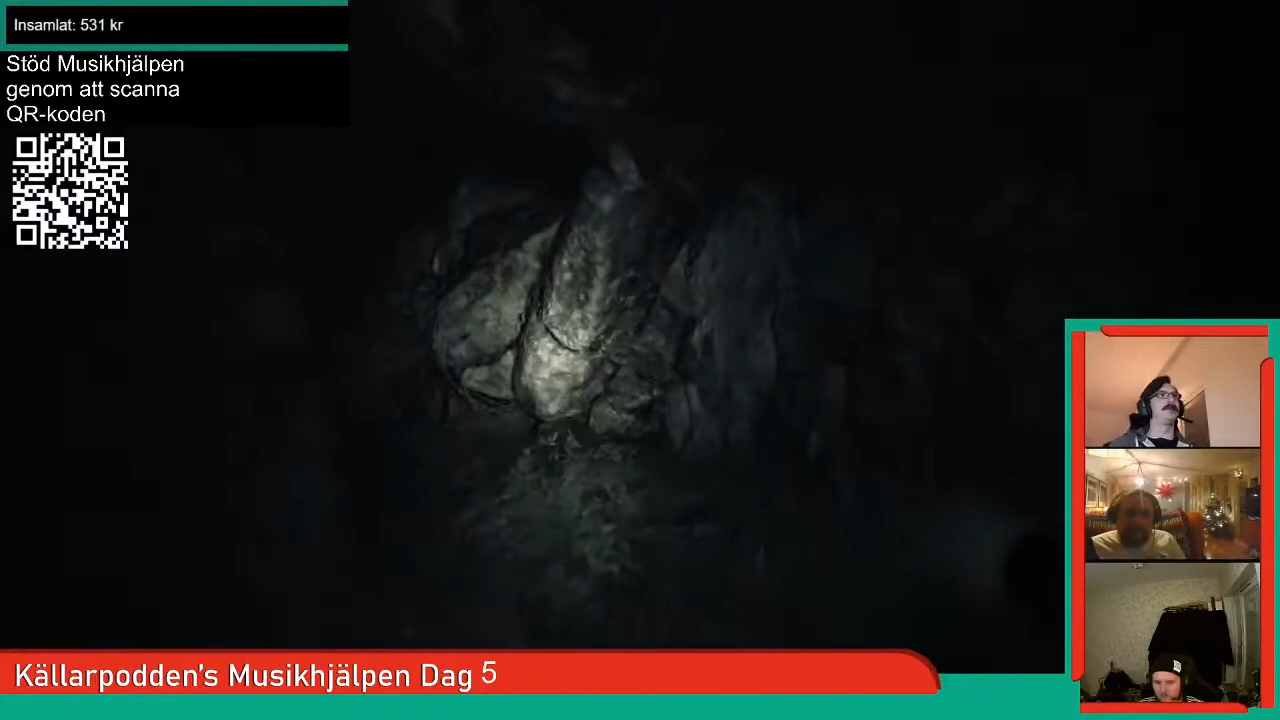 Insamlat: 531 kr
Stöd Musikhjälpen
genom att scanna
QR-koden
Källarpodden's Musikhjälpen Dag 5